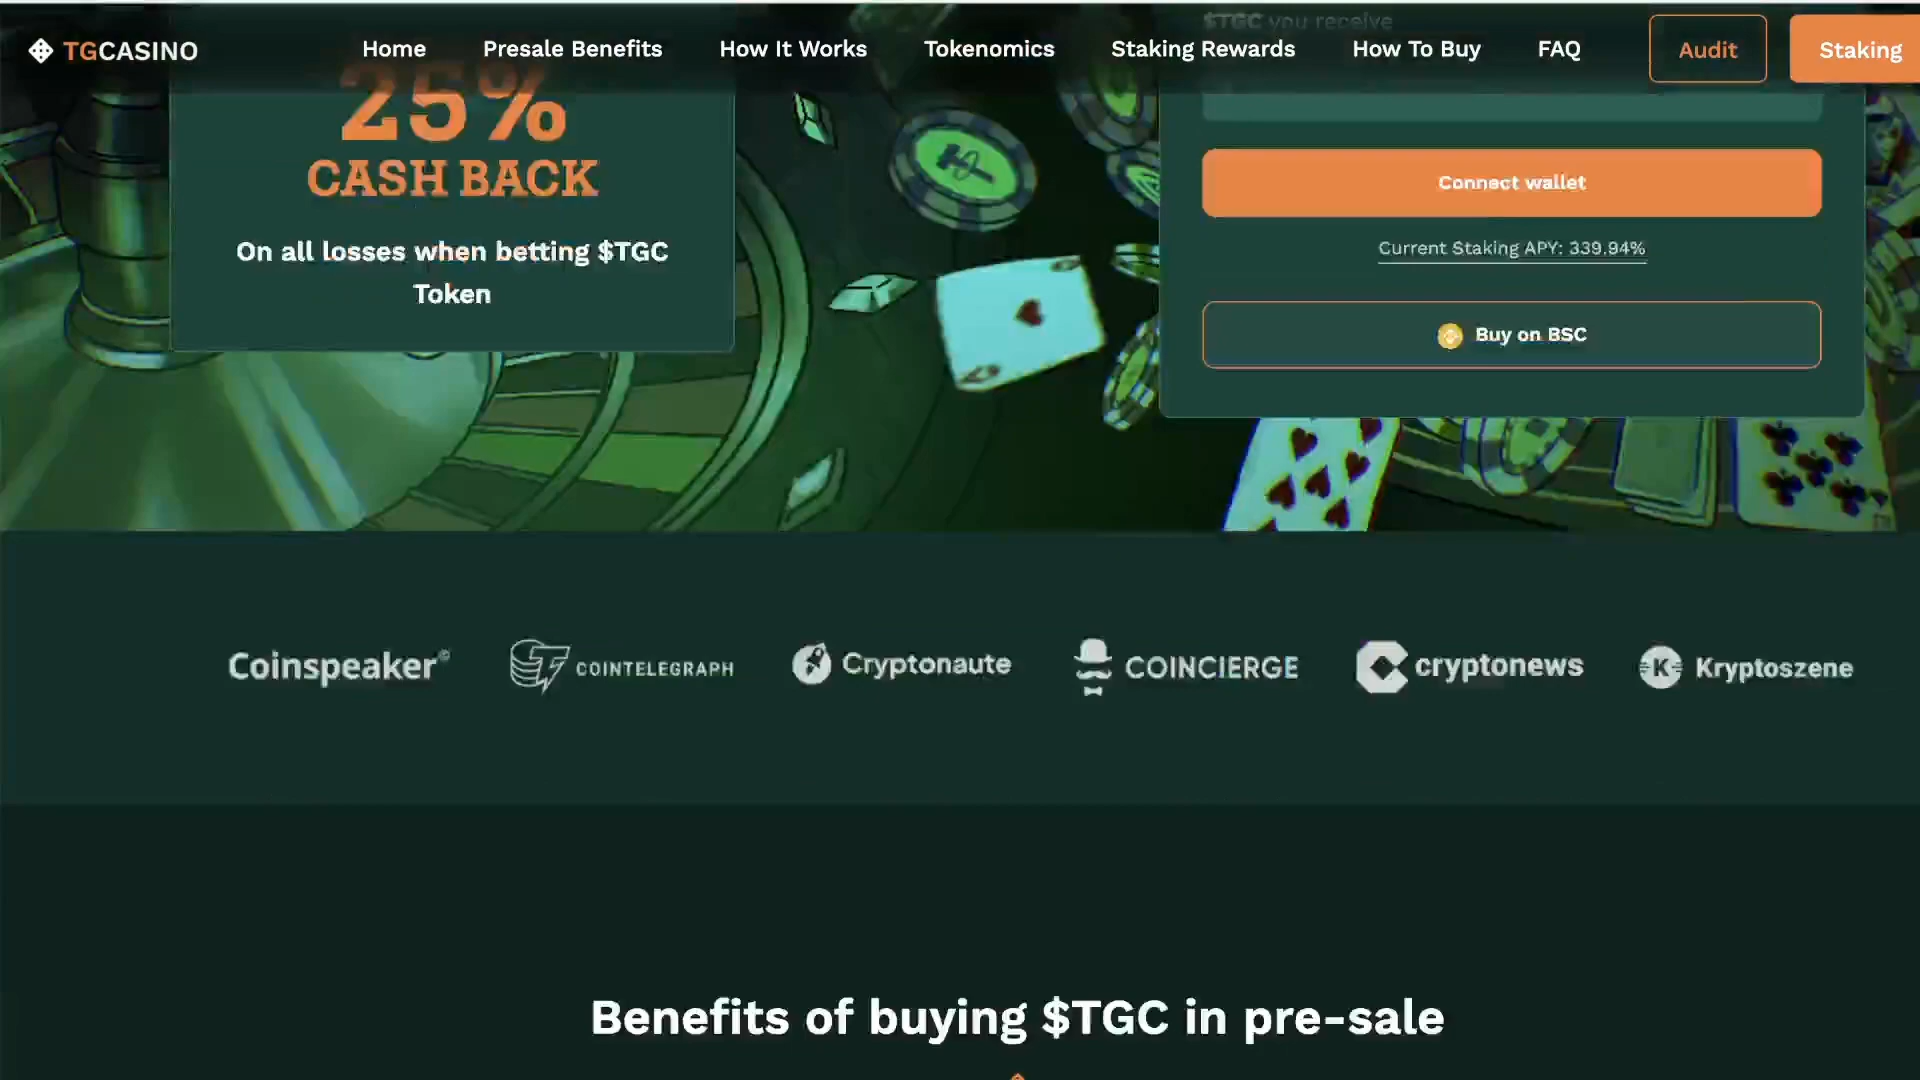 $TGC you receive
TGCASINO
Home
Presale Benefits
How It Works
Tokenomics
Staking Rewards
How To Buy
FAQ
Audit
Staking
25%
CASH BACK
On all losses when betting $TGC
Token
Connect wallet
Current Staking APY: 339.94%
Buy on BSC
Coinspeaker©
COINTELEGRAPH
Cryptonaute
COINCIERGE
cryptonews
K Kryptoszene
Benefits of buying $TGC in pre-sale